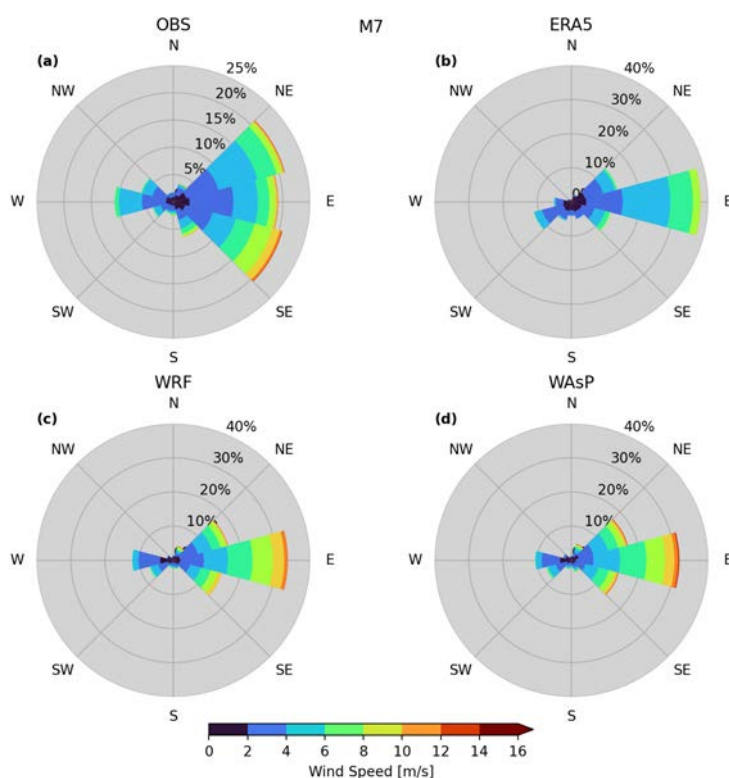 OBS M7 ERA5
(a) N (b) N
25% 40%
NW NE NW NE
20% 30%
15% 20%
10% 10%
5%
W E W E
SW SE SW SE
S S
WRF WAsP
(c) N (d) N
40% 40%
NW NE NW NE
30% 30%
20% 20%
10% 10%
W E W E
SW SE SW SE
S S
0 2 4 6 8 10 12 14 16
Wind Speed [m/s]